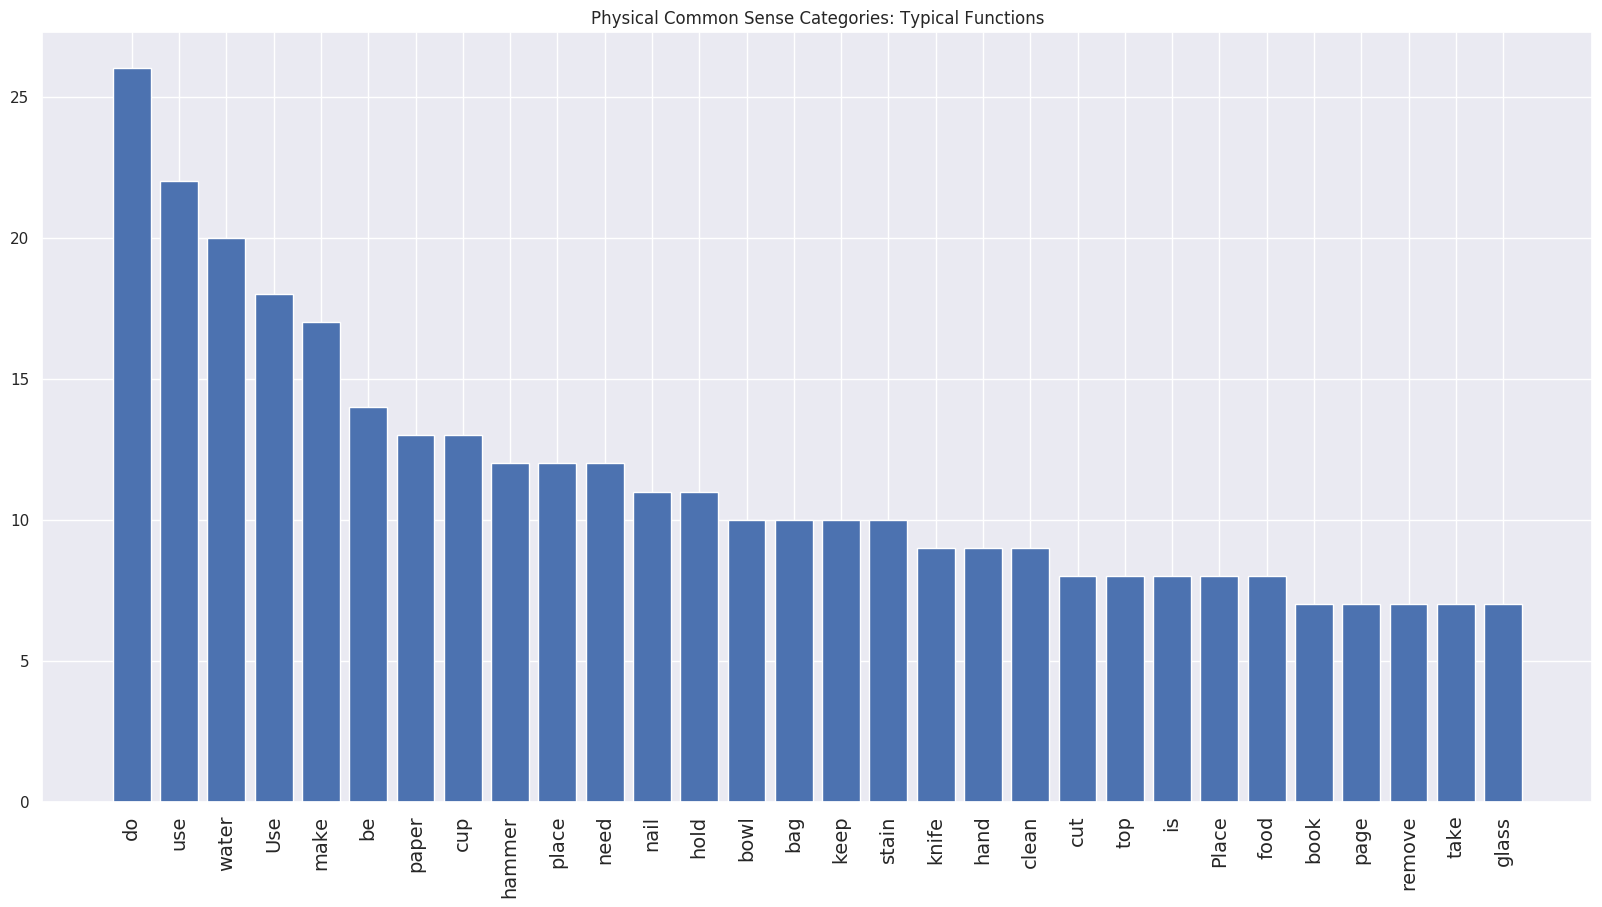 Physical Common Sense Categories: Typical Functions
25
20
15
10
5
0
do
use
water
Use
make
be
paper
cup
hammer
place
need
nail
hold
bowl
bag
keep
stain
knife
hand
clean
cut
top
is
Place
food
book
page
remove
take
glass